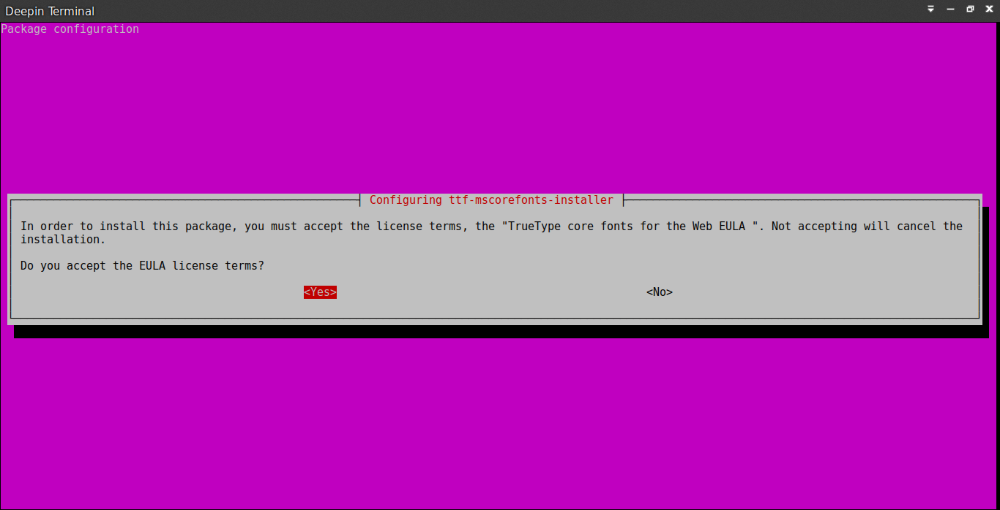 Deepin Terminal
Package configuration
Configuring ttf-mscorefonts-installer
In order to install this package, you must accept the license terms, the "TrueType core fonts for the Web EULA ". Not accepting will cancel the
installation.
Do you accept the EULA license terms?
<Yes> <No>